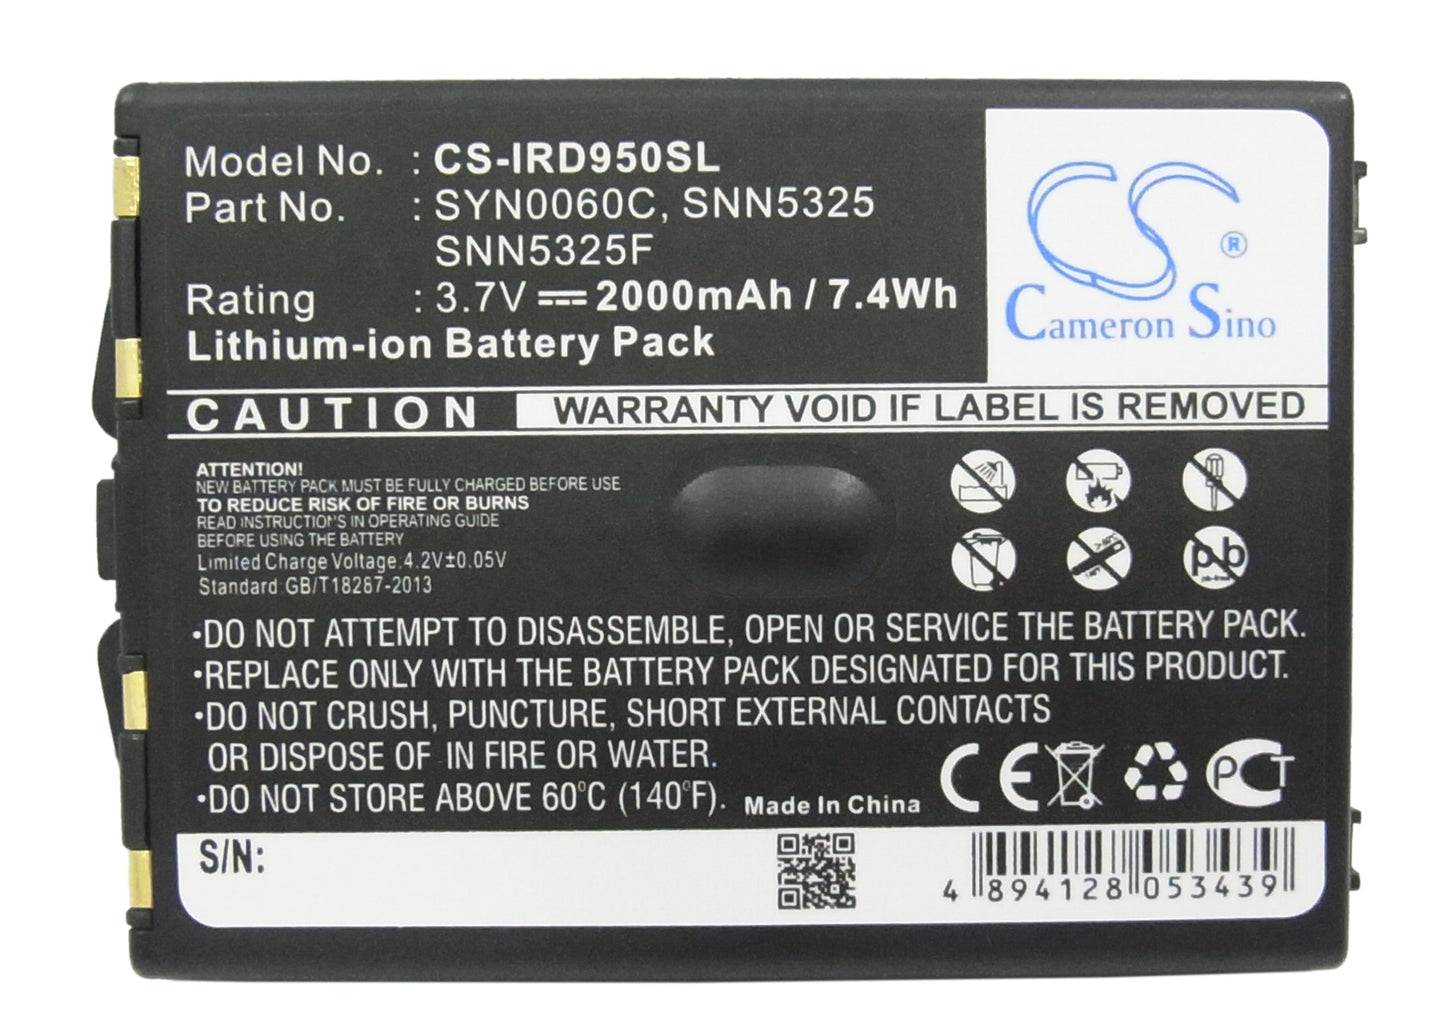 Model No. : CS-IRD950SL
Part No. : SYN0060C, SNN5325
SNN5325F
Rating : 3.7V 2000mAh / 7.4Wh
Lithium-ion Battery Pack
CS ®
Cameron Sino
CAUTION WARRANTY VOID IF LABEL IS REMOVED
ATTENTION!
NEW BATTERY PACK MUST BE FULLY CHARGED BEFORE USE
TO REDUCE RISK OF FIRE OR BURNS
READ INSTRUCTIONS IN OPERATING GUIDE
BEFORE USING THE BATTERY
Limited Charge Voltage:4.2V±0.05V
Standard GB/T18287-2013
pb
•DO NOT ATTEMPT TO DISASSEMBLE, OPEN OR SERVICE THE BATTERY PACK.
•REPLACE ONLY WITH THE BATTERY PACK DESIGNATED FOR THIS PRODUCT.
•DO NOT CRUSH, PUNCTURE, SHORT EXTERNAL CONTACTS
OR DISPOSE OF IN FIRE OR WATER.
•DO NOT STORE ABOVE 60°C (140°F). Made In China
CE PCT
S/N:
4 894128 053439